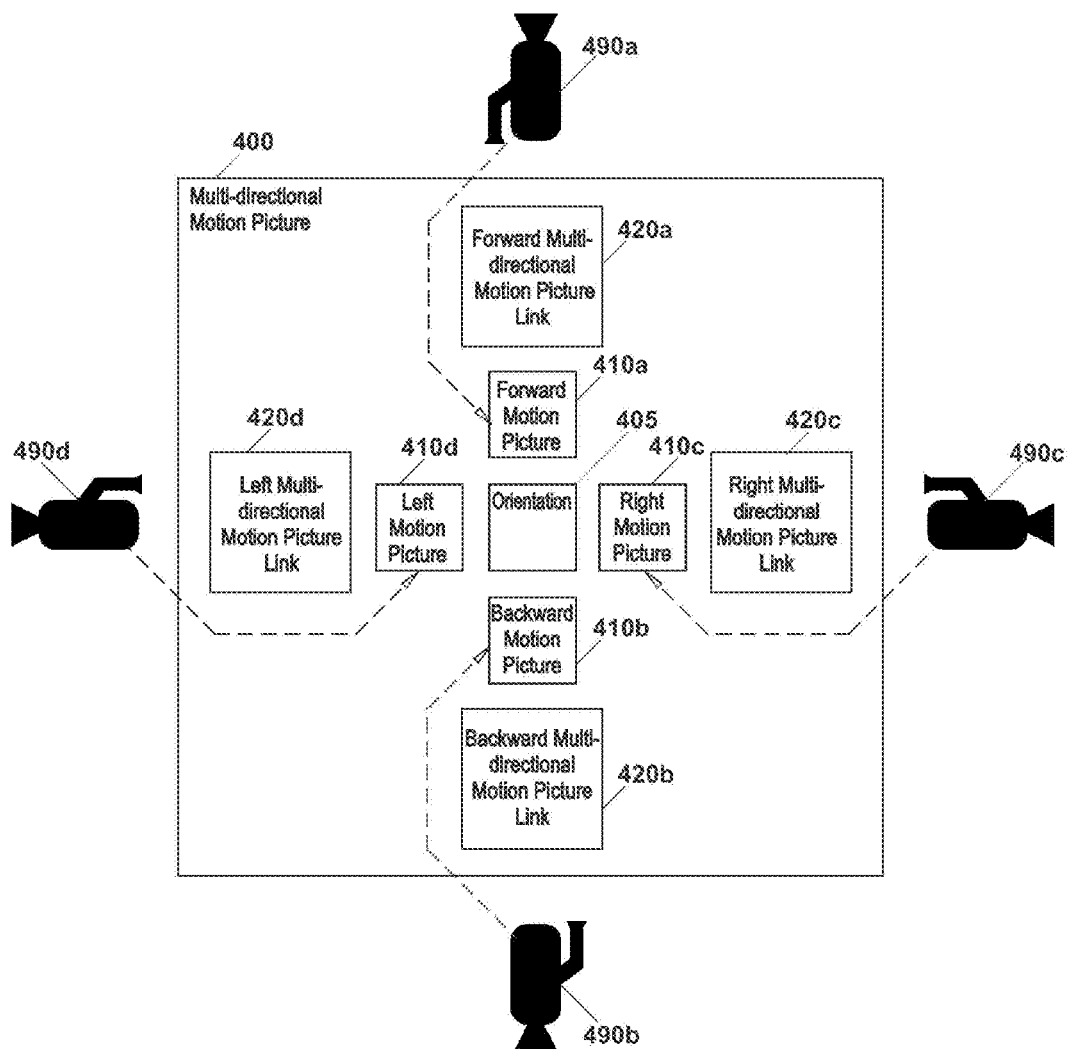 490a
400
Multi-directional
Motion Picture
Forward Multi-
directional
Motion Picture
Link
420a
410a
Forward
Motion
Picture
420d
490d
410d
405
410c
420c
490c
Left Multi-
directional
Motion Picture
Link
Left
Motion
Picture
Orientation
Right
Motion
Picture
Right Multi-
directional
Motion Picture
Link
Backward
Motion
Picture
410b
Backward Multi-
directional
Motion Picture
Link
420b
490b